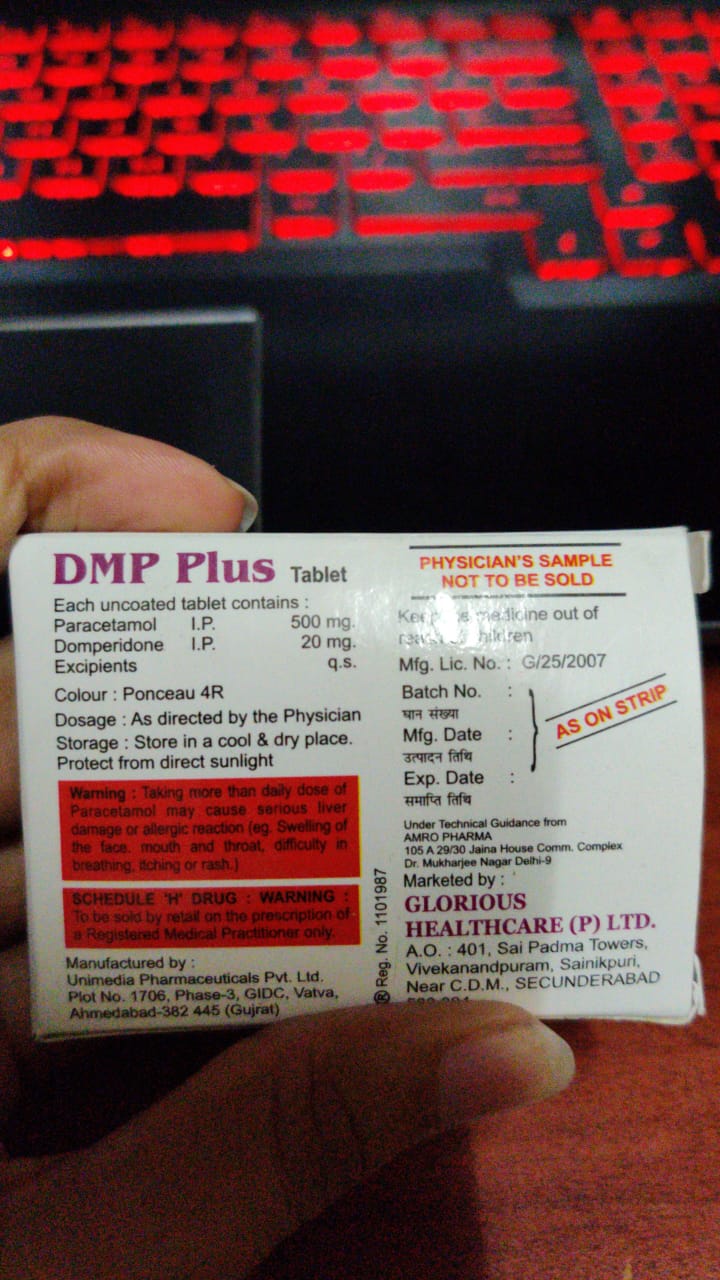 DMP Plus Tablet
Each uncoated tablet contains :
Paracetamol I.P. 500 mg.
Domperidone I.P. 20 mg.
Excipients q.s.
Colour : Ponceau 4R
Dosage : As directed by the Physician
Storage : Store in a cool & dry place.
Protect from direct sunlight
Warning : Taking more than daily dose of
Paracetamol may cause serious liver
damage or allergic reaction (eg. Swelling of
the face. mouth and throat, difficulty in
breathing, itching or rash.)
SCHEDULE 'H' DRUG : WARNING :
To be sold by retail on the prescription of
a Registered Medical Practitioner only.
Manufactured by :
Unimedia Pharmaceuticals Pvt. Ltd.
Plot No. 1706, Phase-3, GIDC, Vatva,
Ahmedabad-382 445 (Gujrat)
® Reg. No. 1101987
PHYSICIAN'S SAMPLE
NOT TO BE SOLD
medicine out of
Mfg. Lic. No. : G/25/2007
Batch No. :
घान संख्या
Mfg. Date :
उत्पादन तिथि
Exp. Date :
समाप्ति तिथि
AS ON STRIP
Under Technical Guidance from
AMRO PHARMA
105 A 29/30 Jaina House Comm. Complex
Dr. Mukharjee Nagar Delhi-9
Marketed by :
GLORIOUS
HEALTHCARE (P) LTD.
A.O. : 401, Sai Padma Towers,
Vivekanandpuram, Sainikpuri,
Near C.D.M., SECUNDERABAD